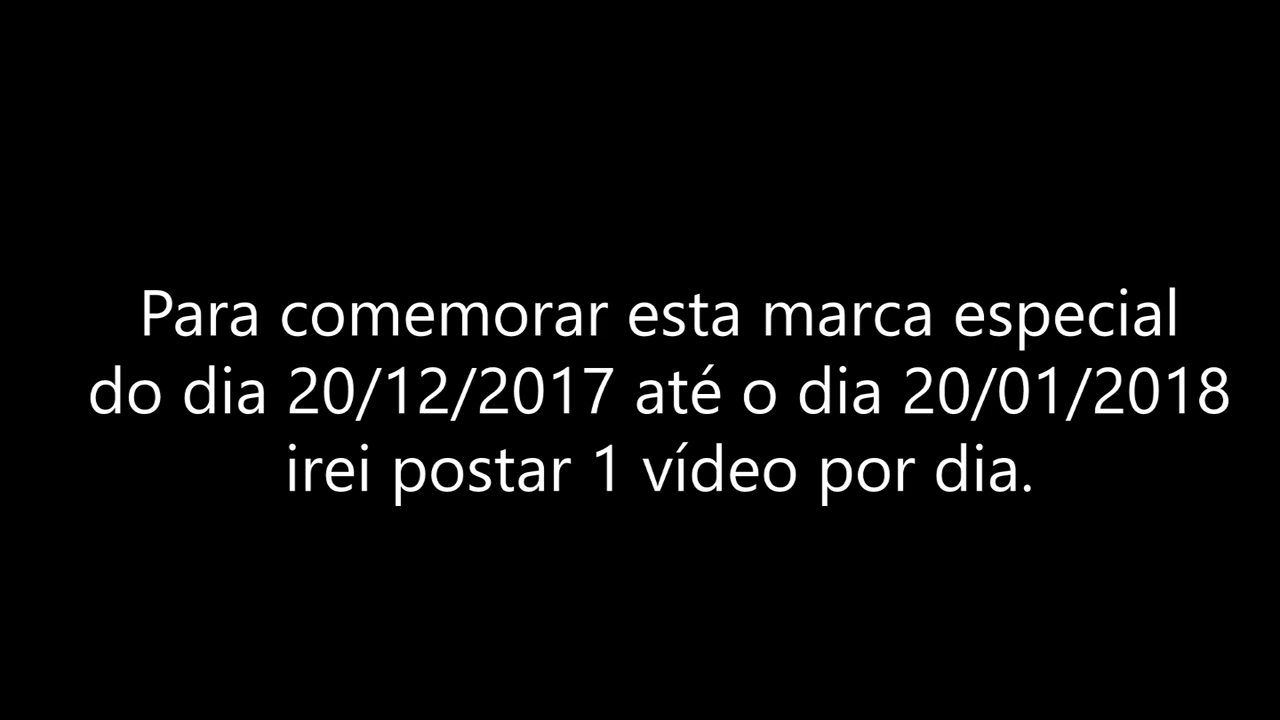 Para comemorar esta marca especial
do dia 20/12/2017 até o dia 20/01/2018
irei postar 1 vídeo por dia.